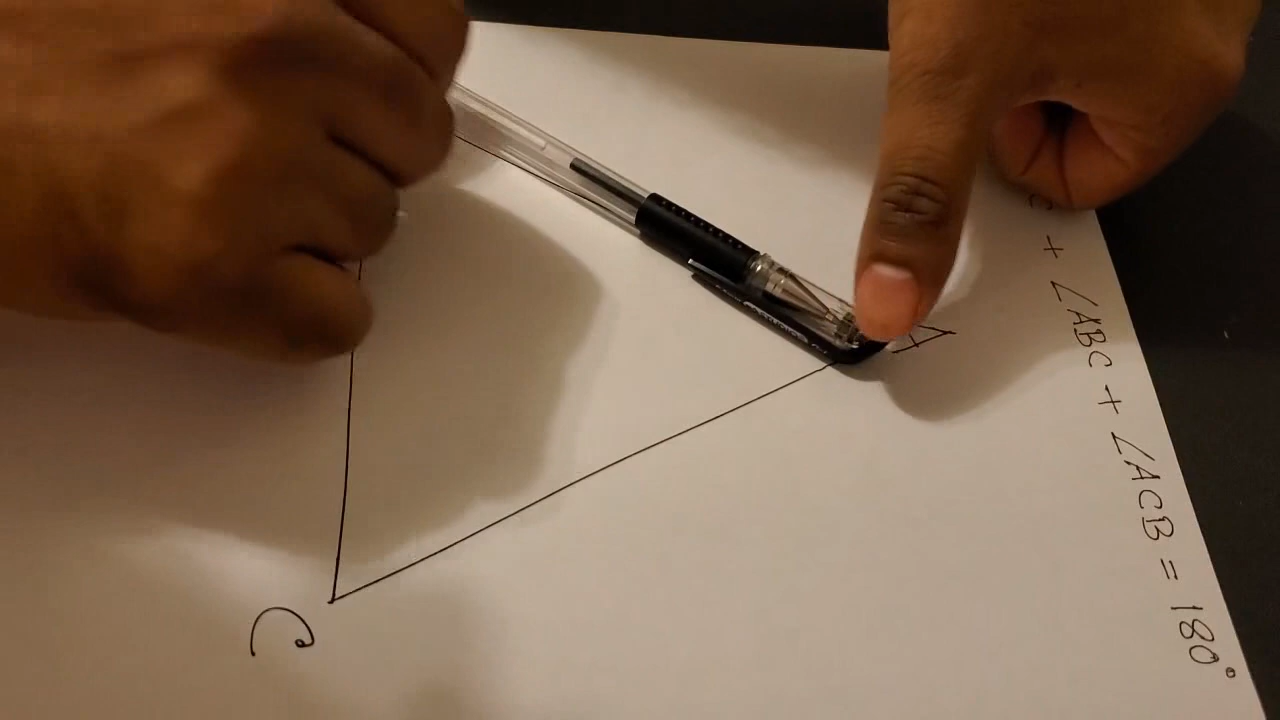 C + ∠ABC + ∠ACB = 180°
A
C